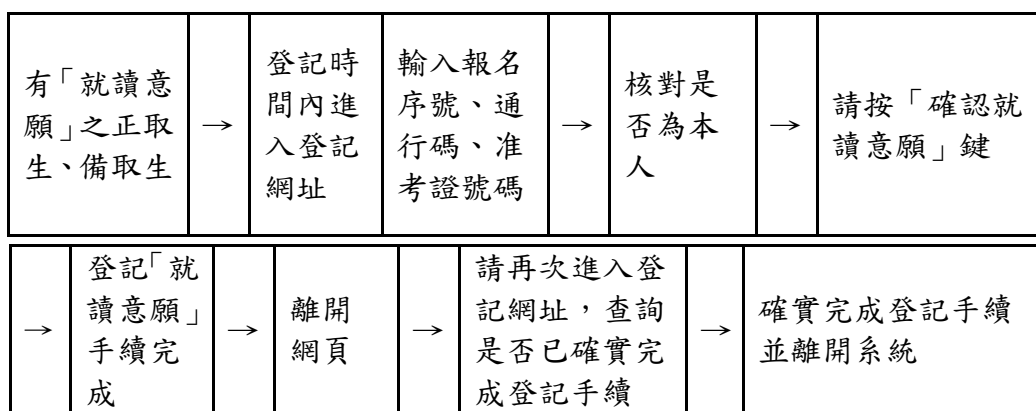 有「就讀意
願」之正取
生、備取生
→
登記時
間內進
入登記
網址
輸入報名
序號、通
行碼、准
考證號碼
→
核對是
否為本
人
→
請按「確認就
讀意願」鍵
→
登記「就
讀意願」
手續完
成
→
離開
網頁
→
請再次進入登
記網址，查詢
是否已確實完
成登記手續
→
確實完成登記手續
並離開系統